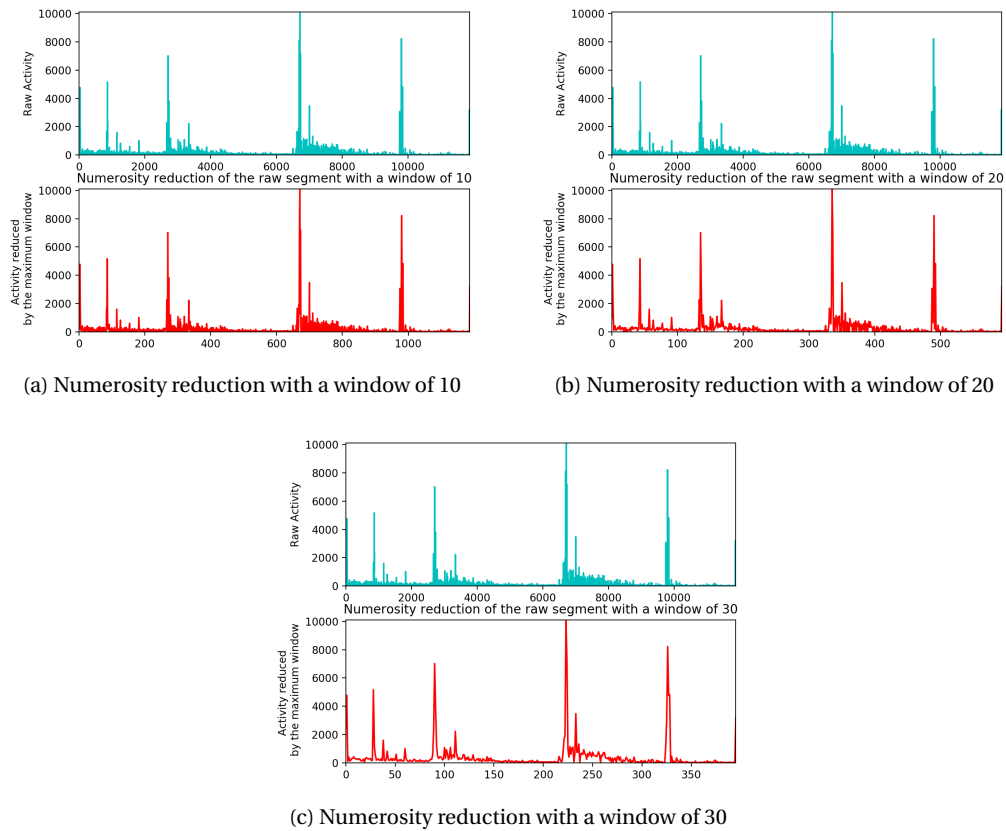 10000
8000
6000
4000
2000
0
Raw Activity
0 2000 4000 6000 8000 10000
Numerosity reduction of the raw segment with a window of 10
10000
8000
6000
4000
2000
0
Activity reduced
by the maximum window
0 200 400 600 800 1000
(a) Numerosity reduction with a window of 10
10000
8000
6000
4000
2000
0
Raw Activity
0 2000 4000 6000 8000 10000
Numerosity reduction of the raw segment with a window of 20
10000
8000
6000
4000
2000
0
Activity reduced
by the maximum window
0 100 200 300 400 500
(b) Numerosity reduction with a window of 20
10000
8000
6000
4000
2000
0
Raw Activity
0 2000 4000 6000 8000 10000
Numerosity reduction of the raw segment with a window of 30
10000
8000
6000
4000
2000
0
Activity reduced
by the maximum window
0 50 100 150 200 250 300 350
(c) Numerosity reduction with a window of 30